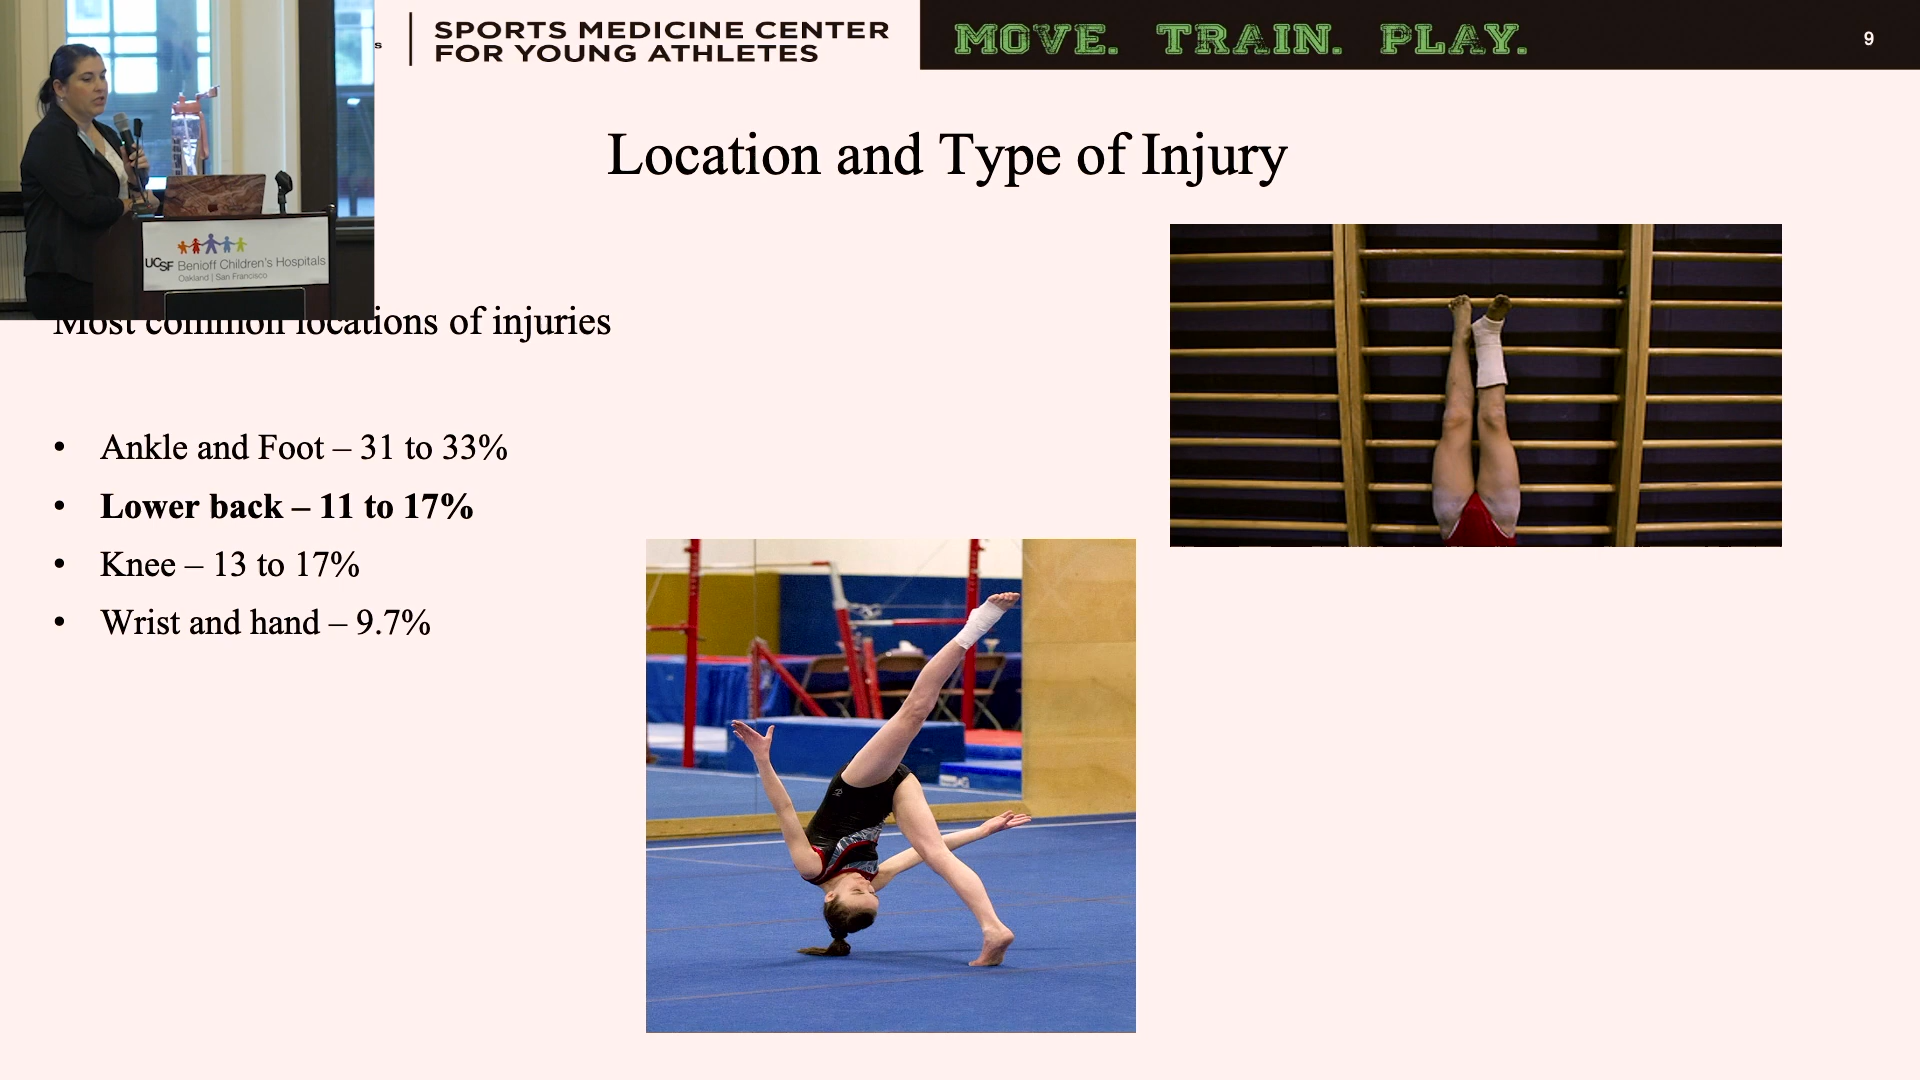 s
SPORTS MEDICINE CENTER
FOR YOUNG ATHLETES
MOVE. TRAIN. PLAY.
9
UCSF Benioff Children's Hospitals
Oakland | San Francisco
Location and Type of Injury
Most common locations of injuries
• Ankle and Foot – 31 to 33%
• Lower back – 11 to 17%
• Knee – 13 to 17%
• Wrist and hand – 9.7%